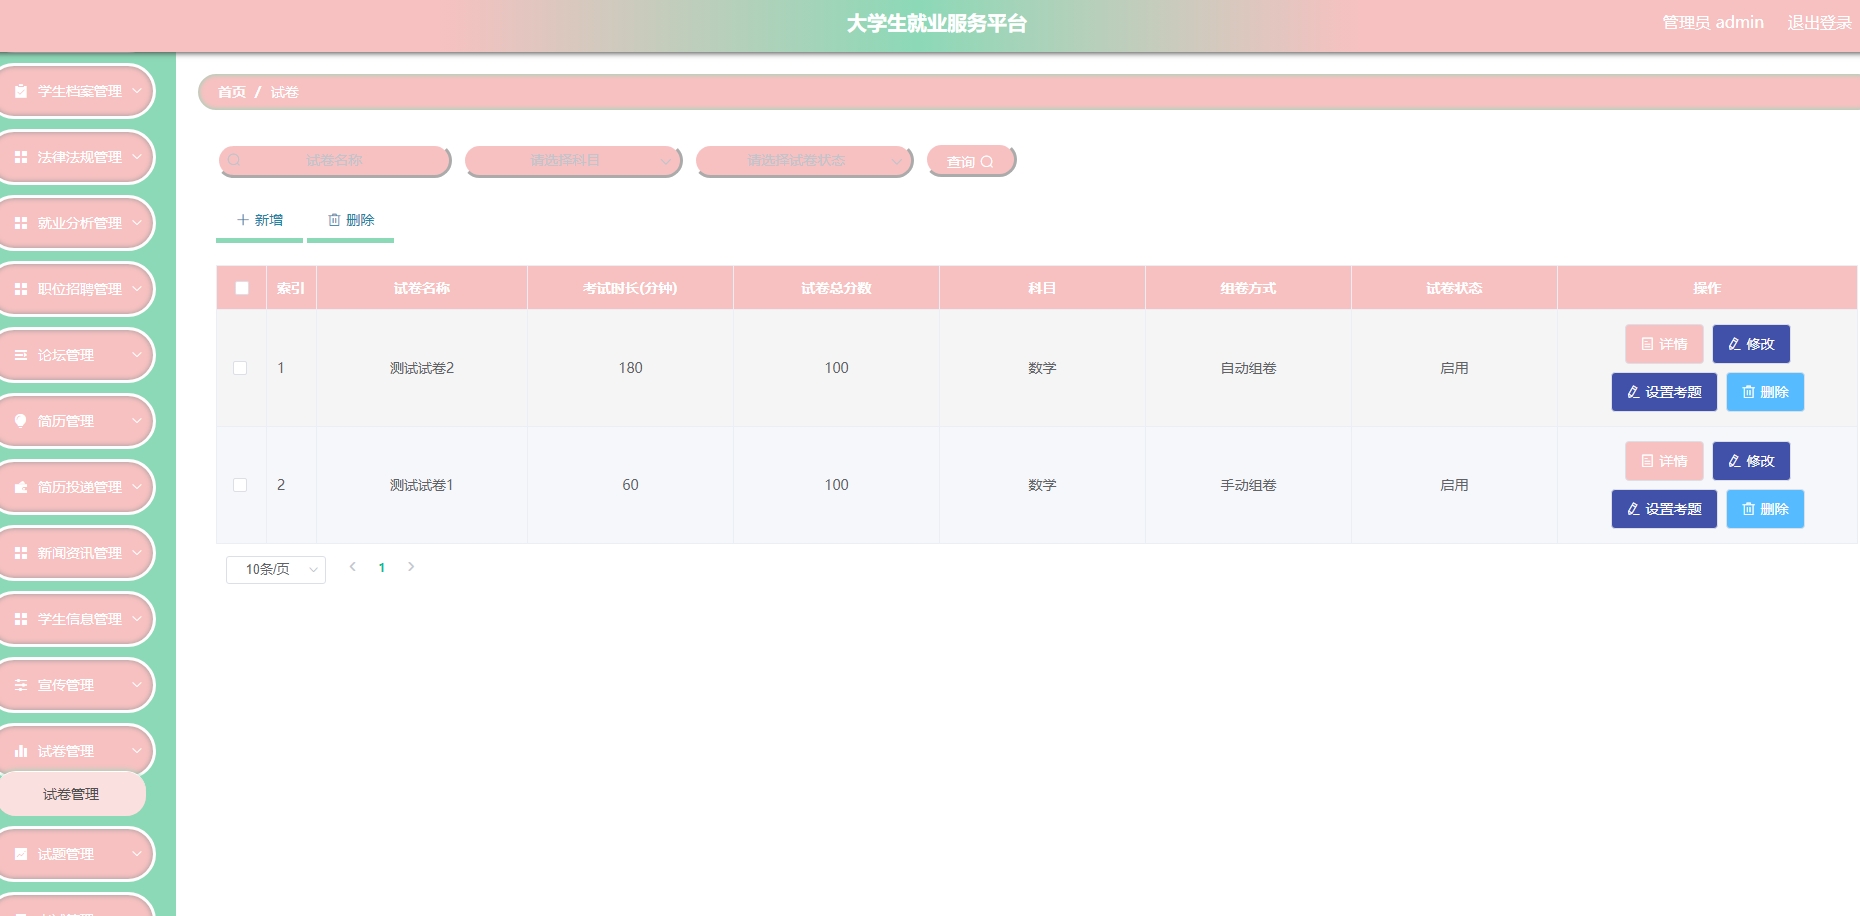 大学生就业服务平台
管理员 admin 退出登录
学生档案管理
法律法规管理
就业分析管理
职位招聘管理
论坛管理
简历管理
简历投递管理
新闻资讯管理
学生信息管理
宣传管理
试卷管理
试卷管理
试题管理
首页 / 试卷
试卷名称 请选择科目 请选择试卷状态 查询
新增 删除
索引 试卷名称 考试时长(分钟) 试卷总分数 科目 组卷方式 试卷状态 操作
1 测试试卷2 180 100 数学 自动组卷 启用
详情 修改
设置考题 删除
2 测试试卷1 60 100 数学 手动组卷 启用
详情 修改
设置考题 删除
10条/页 1